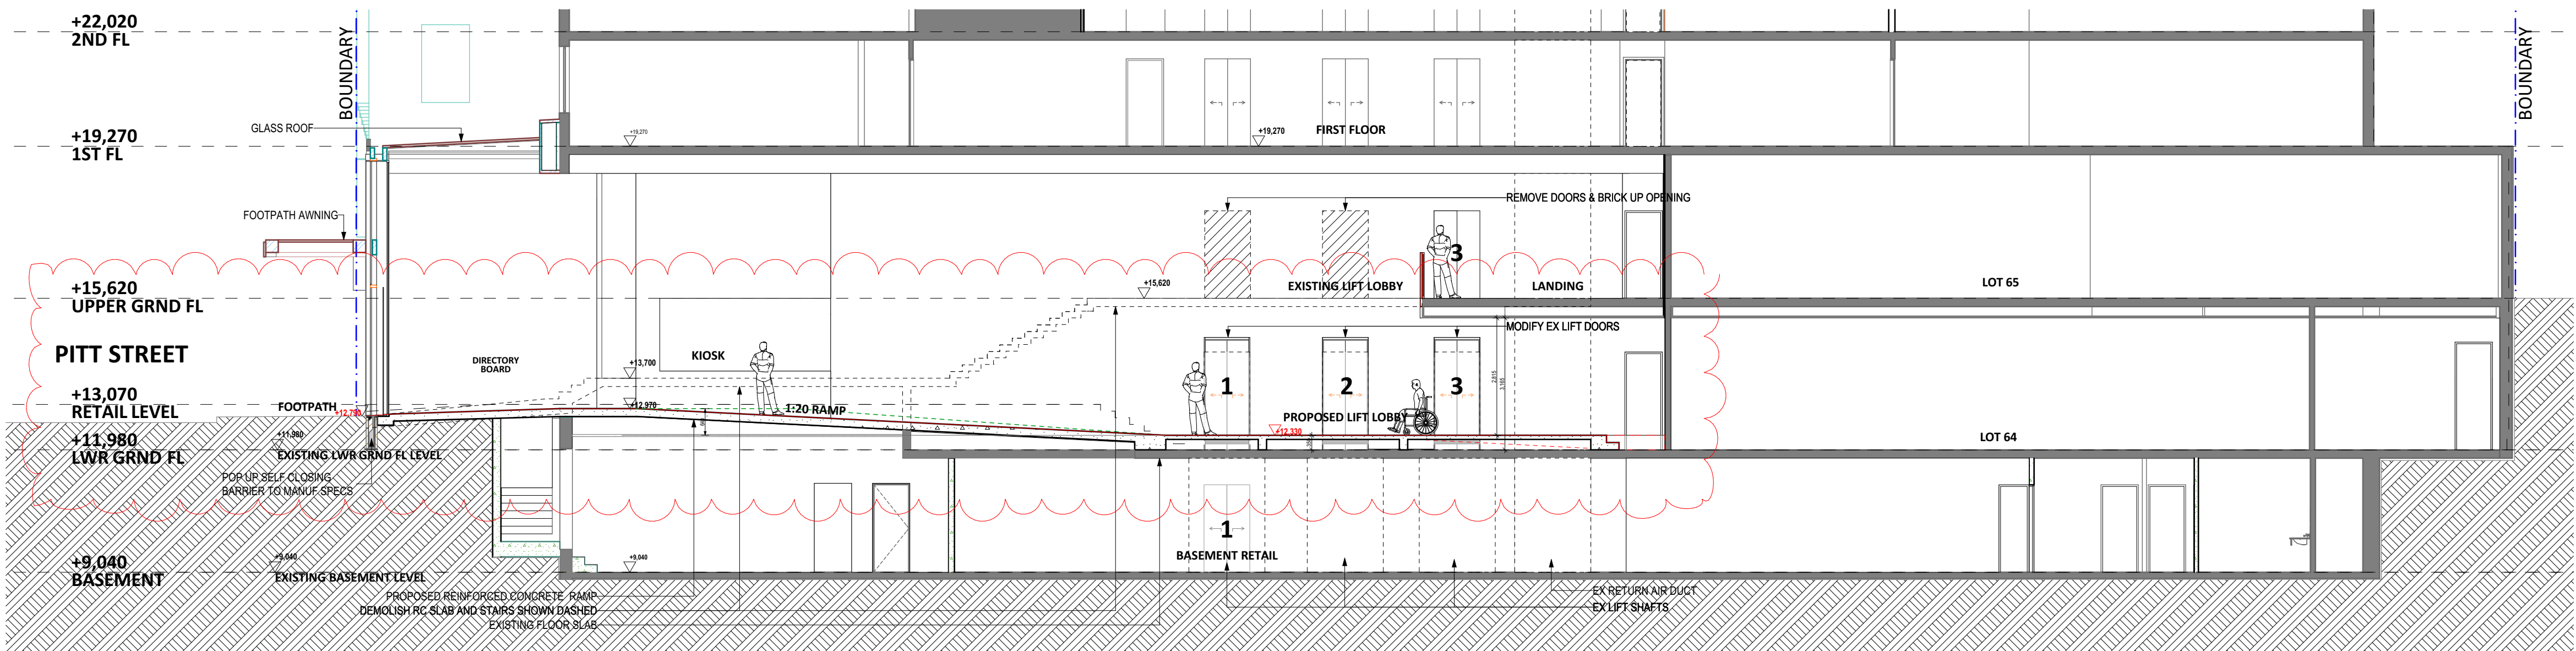 +22,020
2ND FL
BOUNDARY
BOUNDARY
GLASS ROOF
+19,270
1ST FL
+19,270
+19,270
FIRST FLOOR
FOOTPATH AWNING
REMOVE DOORS & BRICK UP OPENING
3
+15,620
UPPER GRND FL
+15,620
EXISTING LIFT LOBBY
LANDING
LOT 65
MODIFY EX LIFT DOORS
PITT STREET
DIRECTORY
BOARD
KIOSK
+13,700
1
2
3
2,815
3,165
+13,070
RETAIL LEVEL
FOOTPATH
+12,750
+12,970
1:20 RAMP
PROPOSED LIFT LOBBY
+12,330
350
+11,980
LWR GRND FL
+11,980
EXISTING LWR GRND FL LEVEL
LOT 64
POP UP SELF CLOSING
BARRIER TO MANUF SPECS
1
BASEMENT RETAIL
+9,040
BASEMENT
+9,040
EXISTING BASEMENT LEVEL
+9,040
PROPOSED REINFORCED CONCRETE RAMP
DEMOLISH RC SLAB AND STAIRS SHOWN DASHED
EXISTING FLOOR SLAB
EX RETURN AIR DUCT
EX LIFT SHAFTS